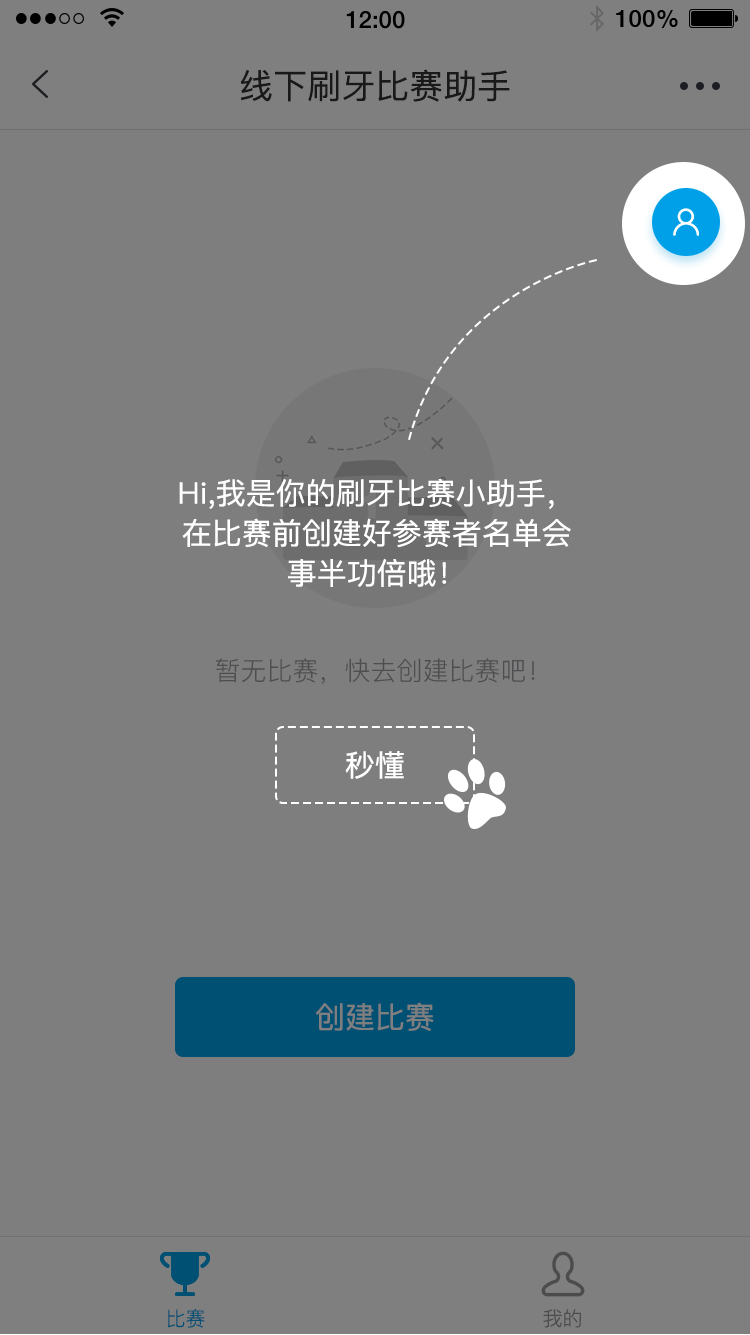 12:00
100%
线下刷牙比赛助手
Hi,我是你的刷牙比赛小助手，
在比赛前创建好参赛者名单会
事半功倍哦！
暂无比赛，快去创建比赛吧！
秒懂
创建比赛
比赛
我的